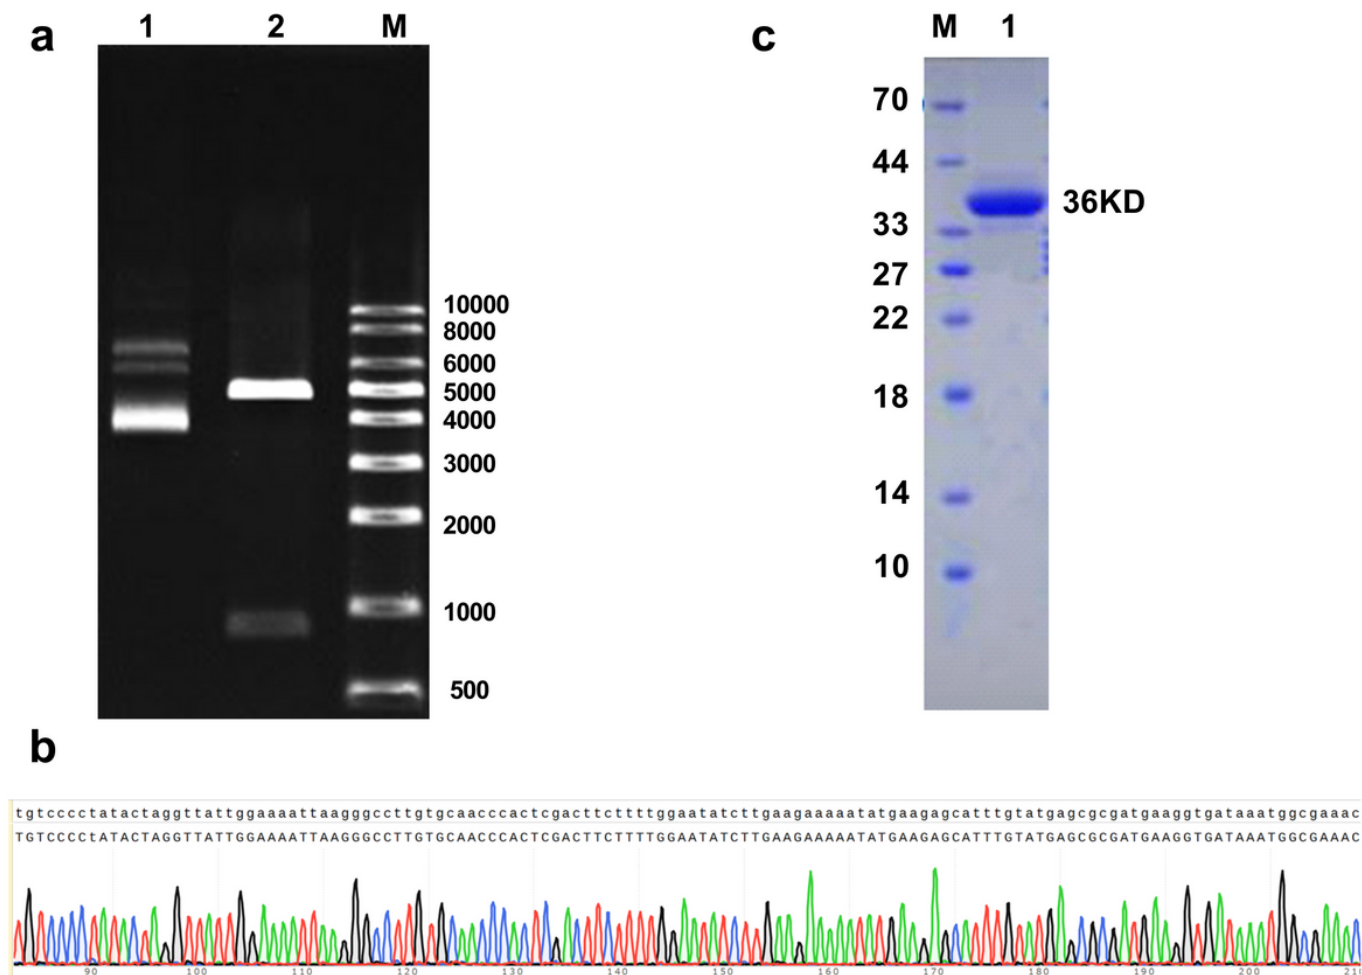 a
1 2 M
10000
8000
6000
5000
4000
3000
2000
1000
500
c
M 1
70
44
33
27
22
18
14
10
36KD
b
tgtcccctatactaggttattggaaaattaagggccttgtgcaacccactcgacttcttttggaatatcttgaagaaaaatatgaagagcatttgtatgagcgcgatgaaggtgataaatggcgaaac
TGTCCCCtATACTAGGTTATTGGAAAATTAAGGGCCTTGTGCAACCCACTCGACTTCTTTTGGAATATCTTGAAGAAAAATATGAAGAGCATTTGTATGAGCGCGATGAAGGTGATAAATGGCGAAAC
90 100 110 120 130 140 150 160 170 180 190 200